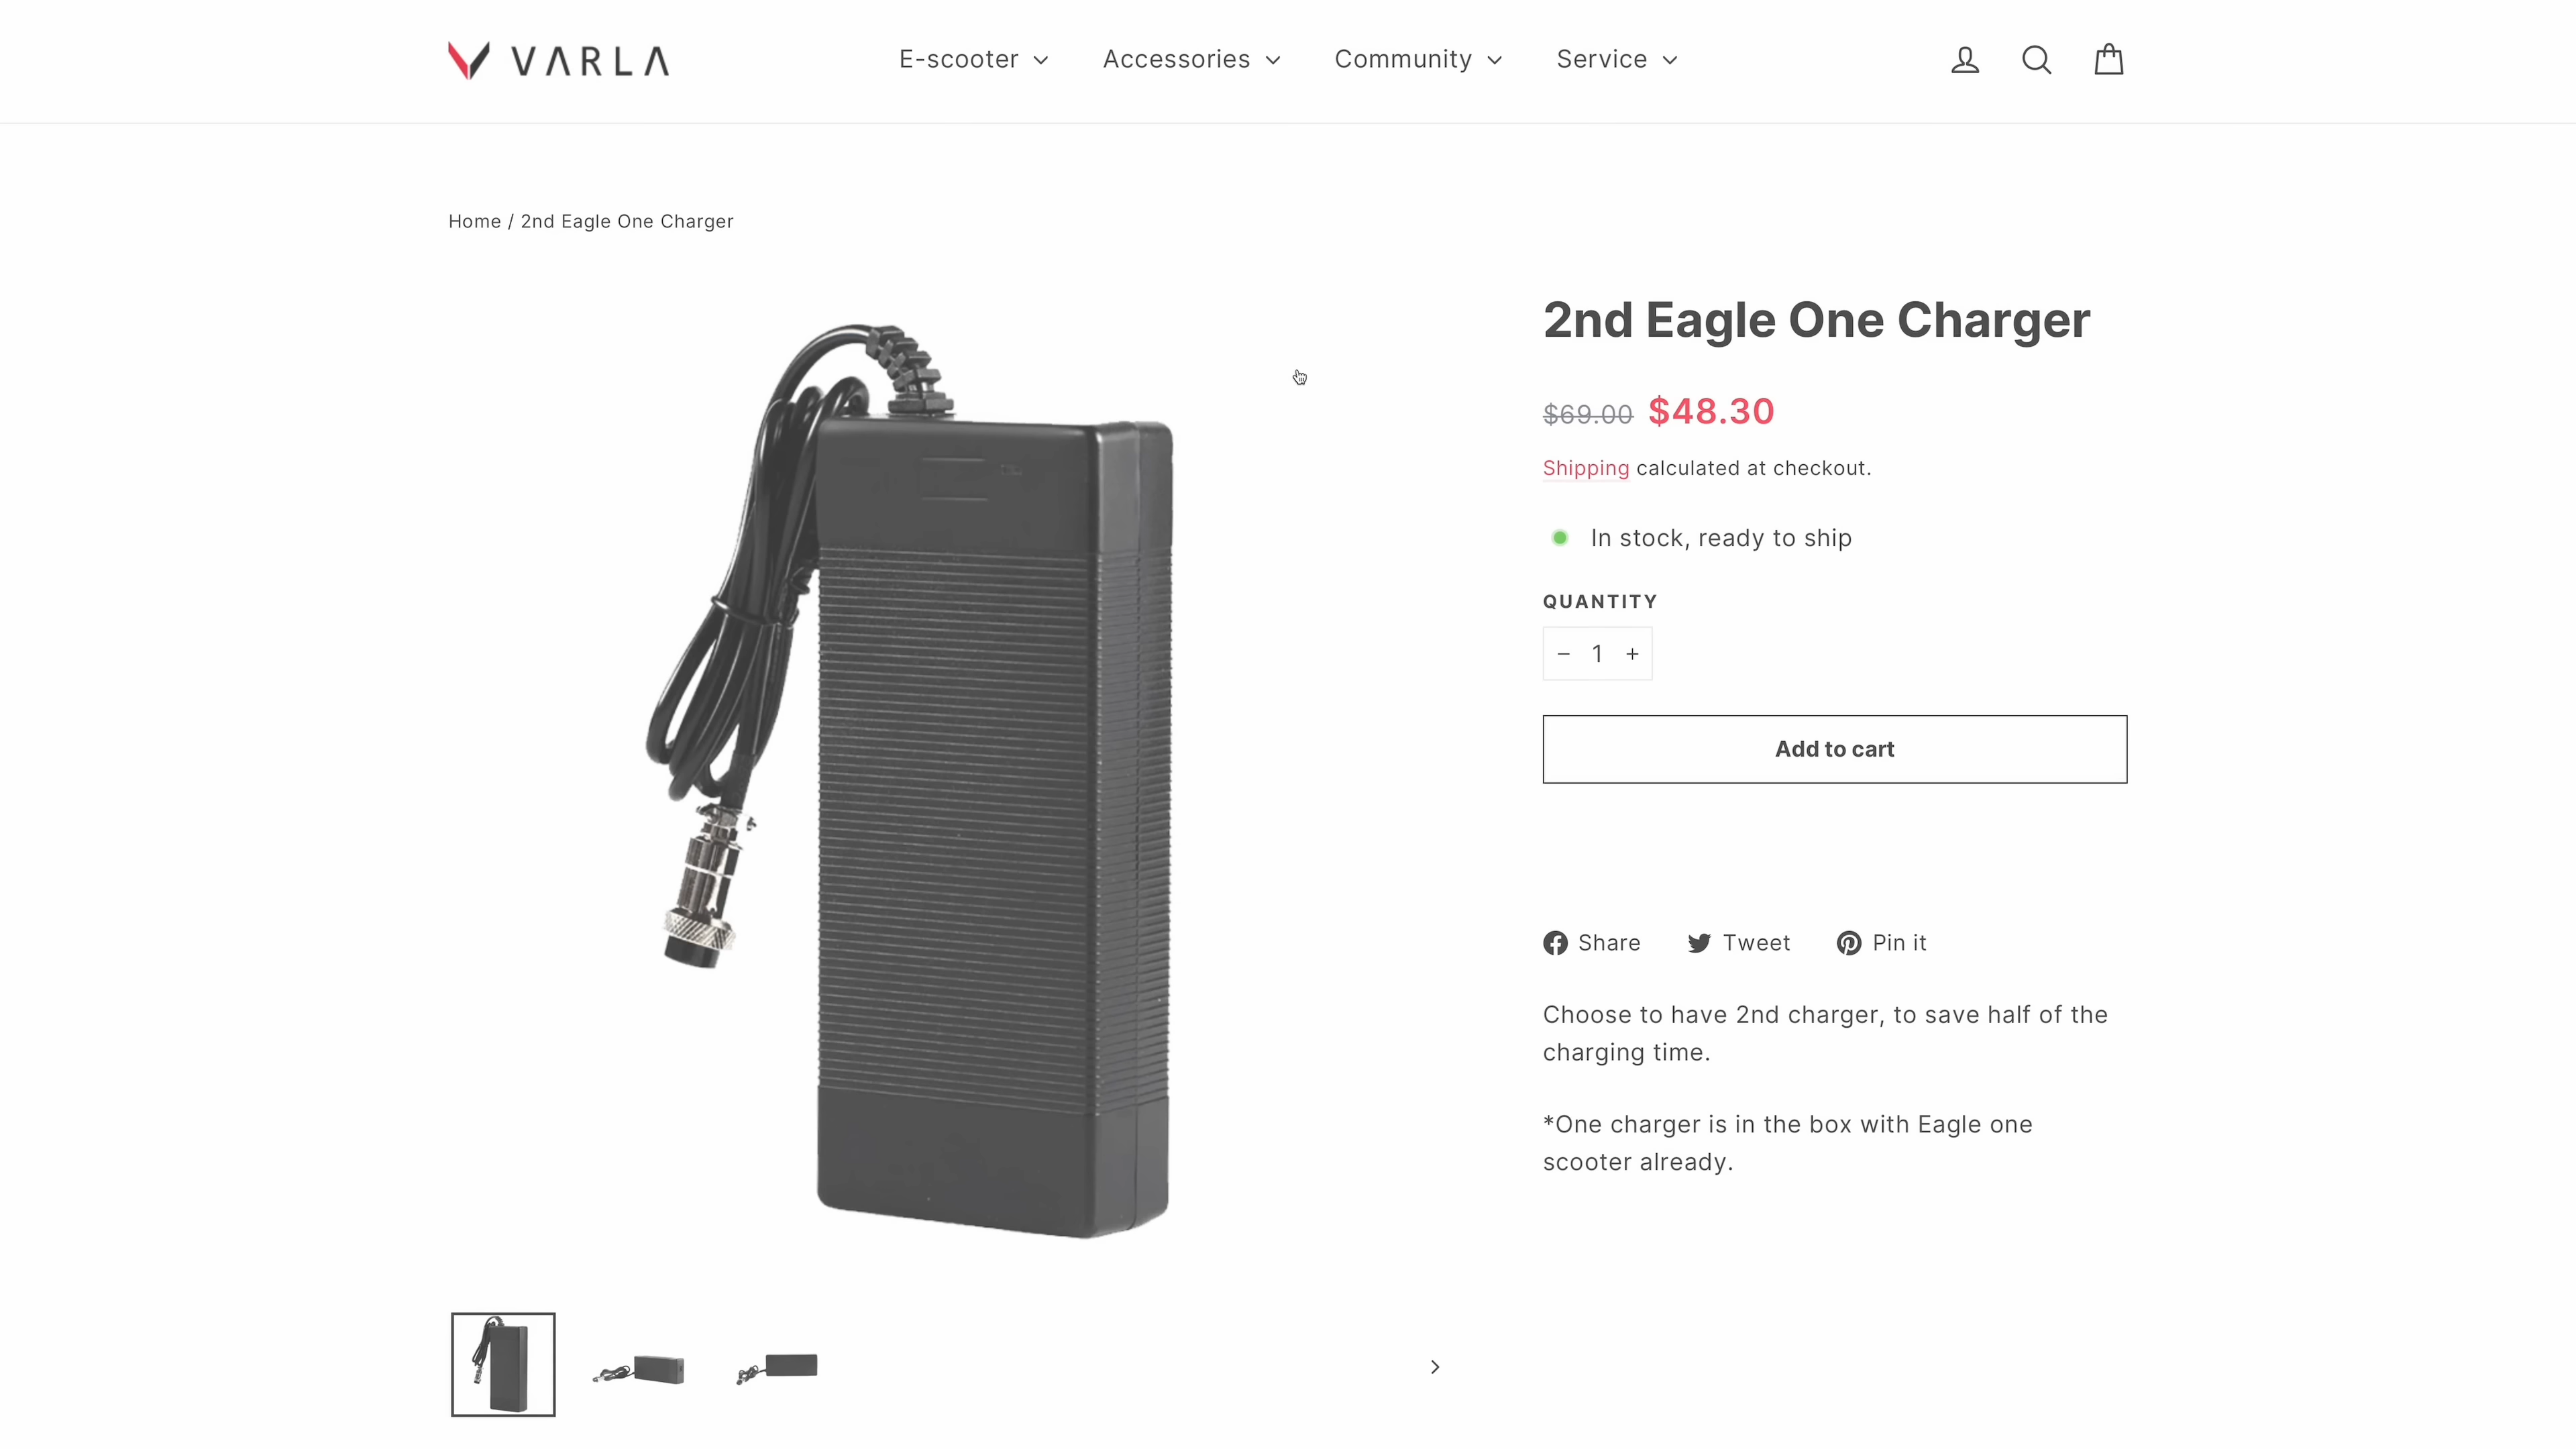 VARLA
E-scooter
Accessories
Community
Service
Home / 2nd Eagle One Charger
2nd Eagle One Charger
$69.00 $48.30
Shipping calculated at checkout.
In stock, ready to ship
QUANTITY
− 1 +
Add to cart
Share
Tweet
Pin it
Choose to have 2nd charger, to save half of the
charging time.
*One charger is in the box with Eagle one
scooter already.